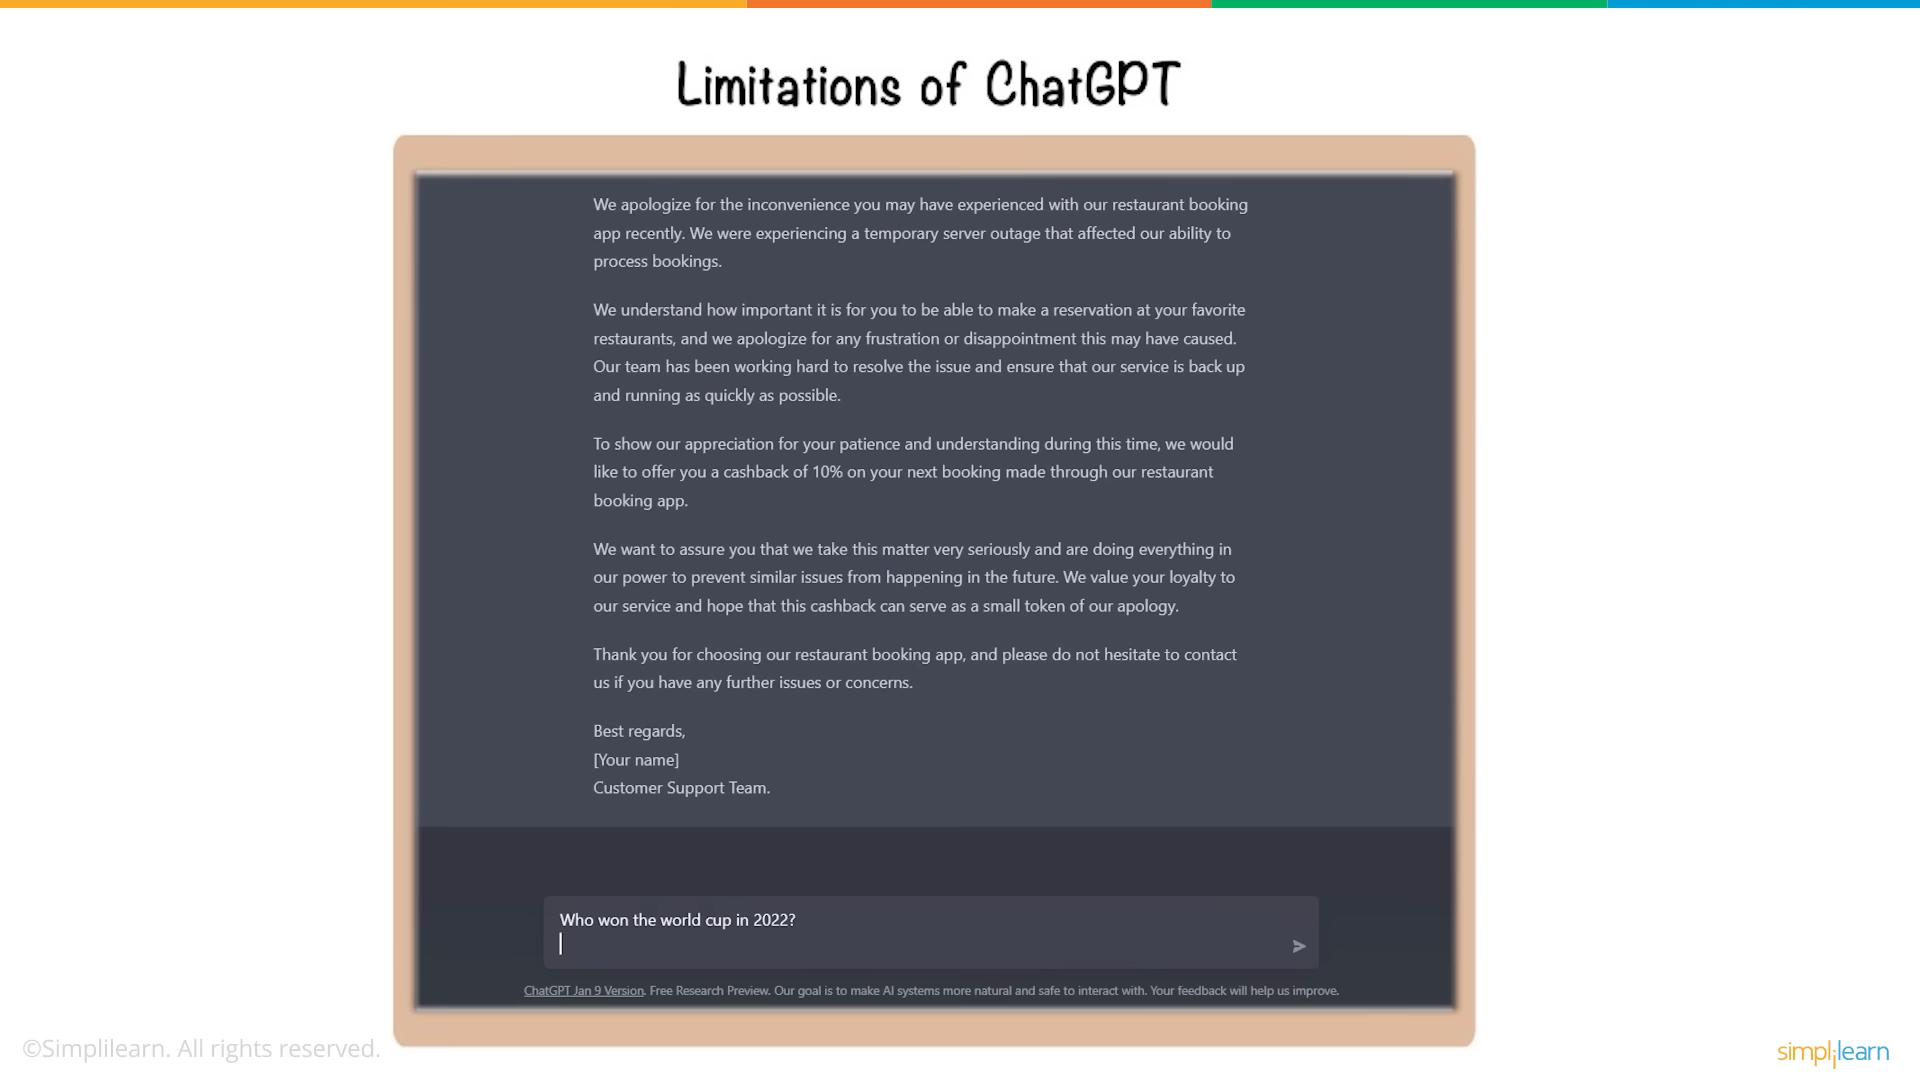 Limitations of ChatGPT
We apologize for the inconvenience you may have experienced with our restaurant booking
app recently. We were experiencing a temporary server outage that affected our ability to
process bookings.
We understand how important it is for you to be able to make a reservation at your favorite
restaurants, and we apologize for any frustration or disappointment this may have caused.
Our team has been working hard to resolve the issue and ensure that our service is back up
and running as quickly as possible.
To show our appreciation for your patience and understanding during this time, we would
like to offer you a cashback of 10% on your next booking made through our restaurant
booking app.
We want to assure you that we take this matter very seriously and are doing everything in
our power to prevent similar issues from happening in the future. We value your loyalty to
our service and hope that this cashback can serve as a small token of our apology.
Thank you for choosing our restaurant booking app, and please do not hesitate to contact
us if you have any further issues or concerns.
Best regards,
[Your name]
Customer Support Team.
Who won the world cup in 2022?
ChatGPT Jan 9 Version. Free Research Preview. Our goal is to make AI systems more natural and safe to interact with. Your feedback will help us improve.
©Simplilearn. All rights reserved.
simplilearn